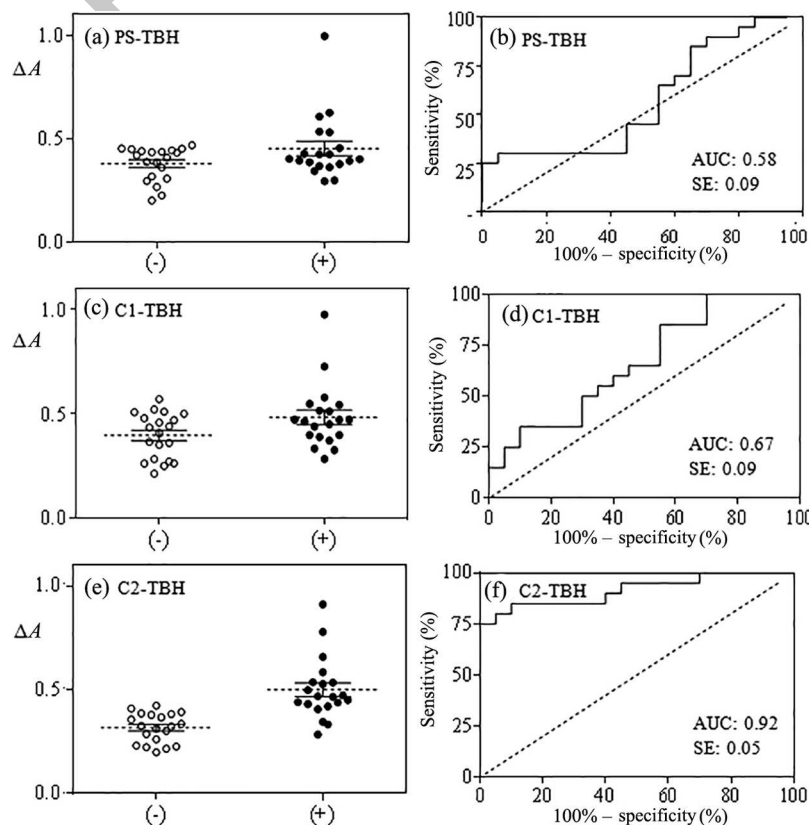 (a) PS-TBH
1.0
ΔA
0.5
0.0
(-) (+)
(b) PS-TBH
100
75
50
25
-
Sensitivity (%)
AUC: 0.58
SE: 0.09
0 20 40 60 80 100
100% – specificity (%)
(c) C1-TBH
1.0
ΔA
0.5
0.0
(-) (+)
(d) C1-TBH
100
75
50
25
0
Sensitivity (%)
AUC: 0.67
SE: 0.09
0 20 40 60 80 100
100% – specificity (%)
(e) C2-TBH
1.0
ΔA
0.5
0.0
(-) (+)
(f) C2-TBH
100
75
50
25
0
Sensitivity (%)
AUC: 0.92
SE: 0.05
0 20 40 60 80 100
100% – specificity (%)